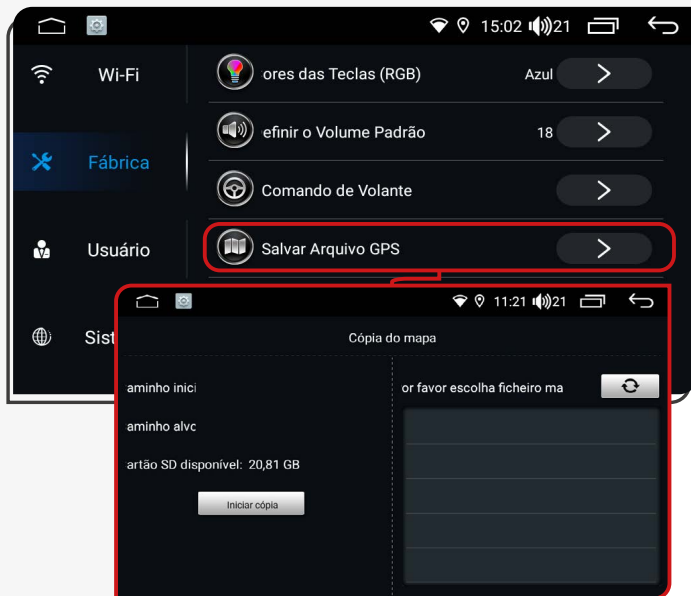 15:02 21
Wi-Fi
ores das Teclas (RGB) Azul
efinir o Volume Padrão 18
Fábrica
Comando de Volante
Usuário
Salvar Arquivo GPS
11:21 21
Sist
Cópia do mapa
aminho inici
or favor escolha ficheiro ma
aminho alvc
artão SD disponível: 20,81 GB
Iniciar cópia